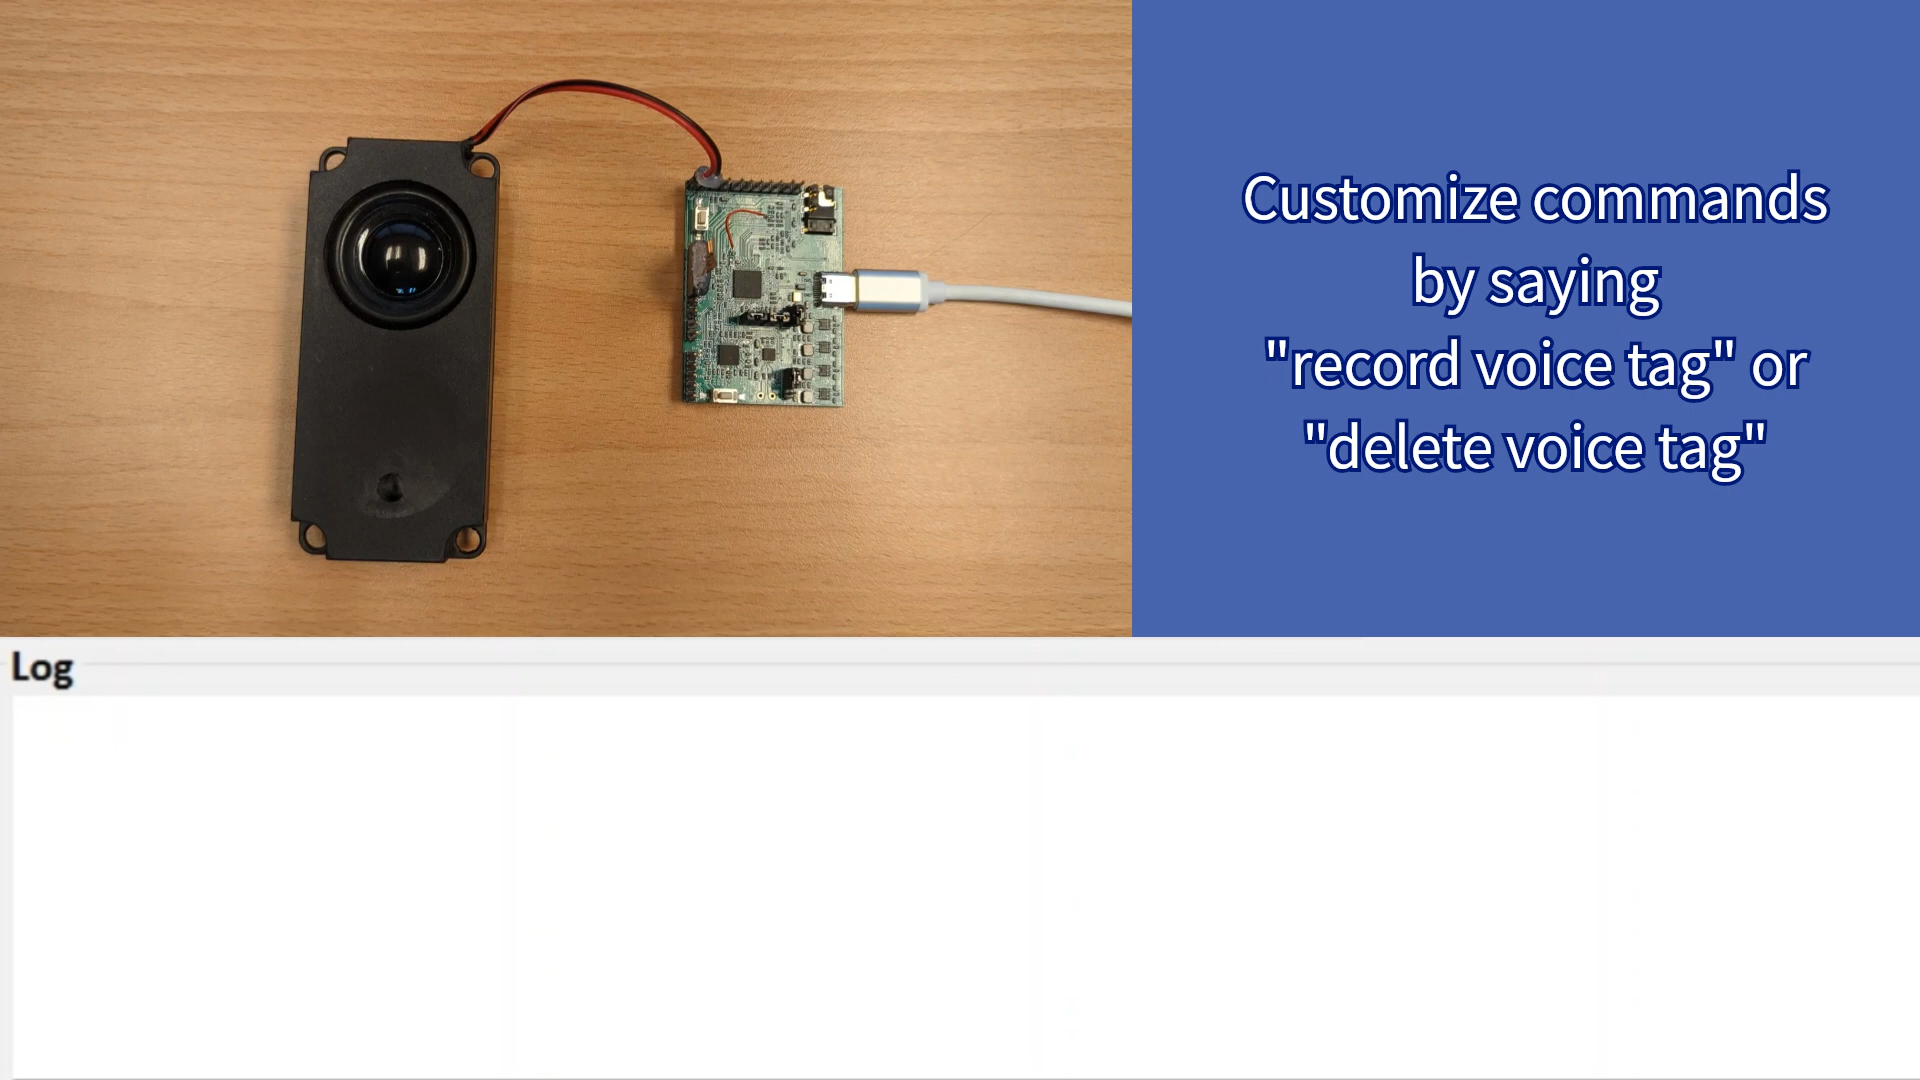 Customize commands
by saying
"record voice tag" or
"delete voice tag"
Log